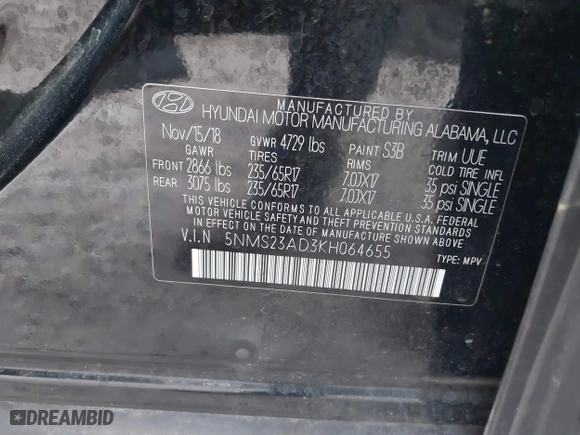 MANUFACTURED BY
HYUNDAI MOTOR MANUFACTURING ALABAMA, LLC
Nov/15/18 GVWR 4729 lbs PAINT S3B TRIM UUE
GAWR TIRES RIMS COLD TIRE INFL
FRONT 2866 lbs 235/65R17 7.0JX17 35 psi SINGLE
REAR 3075 lbs 235/65R17 7.0JX17 35 psi SINGLE
THIS VEHICLE CONFORMS TO ALL APPLICABLE U.S.A. FEDERAL
MOTOR VEHICLE SAFETY AND THEFT PREVENTION STANDARDS
IN EFFECT ON THE DATE OF MANUFACTURE SHOWN ABOVE.
V.I.N 5NMS23AD3KH064655
TYPE: MPV
DREAMBID